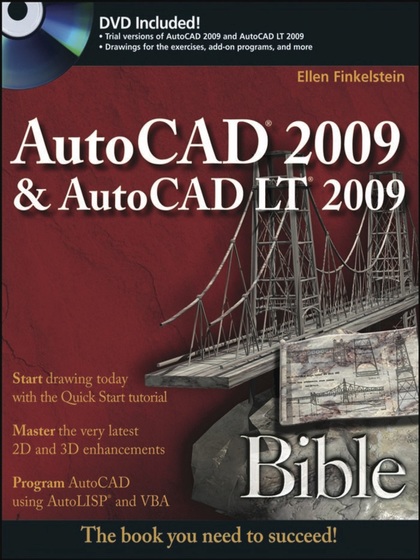 DVD Included!
• Trial versions of AutoCAD 2009 and AutoCAD LT 2009
• Drawings for the exercises, add-on programs, and more
Ellen Finkelstein
AutoCAD® 2009
& AutoCAD LT® 2009
Start drawing today
with the Quick Start tutorial
Master the very latest
2D and 3D enhancements
Program AutoCAD
using AutoLISP® and VBA
Bible
The book you need to succeed!